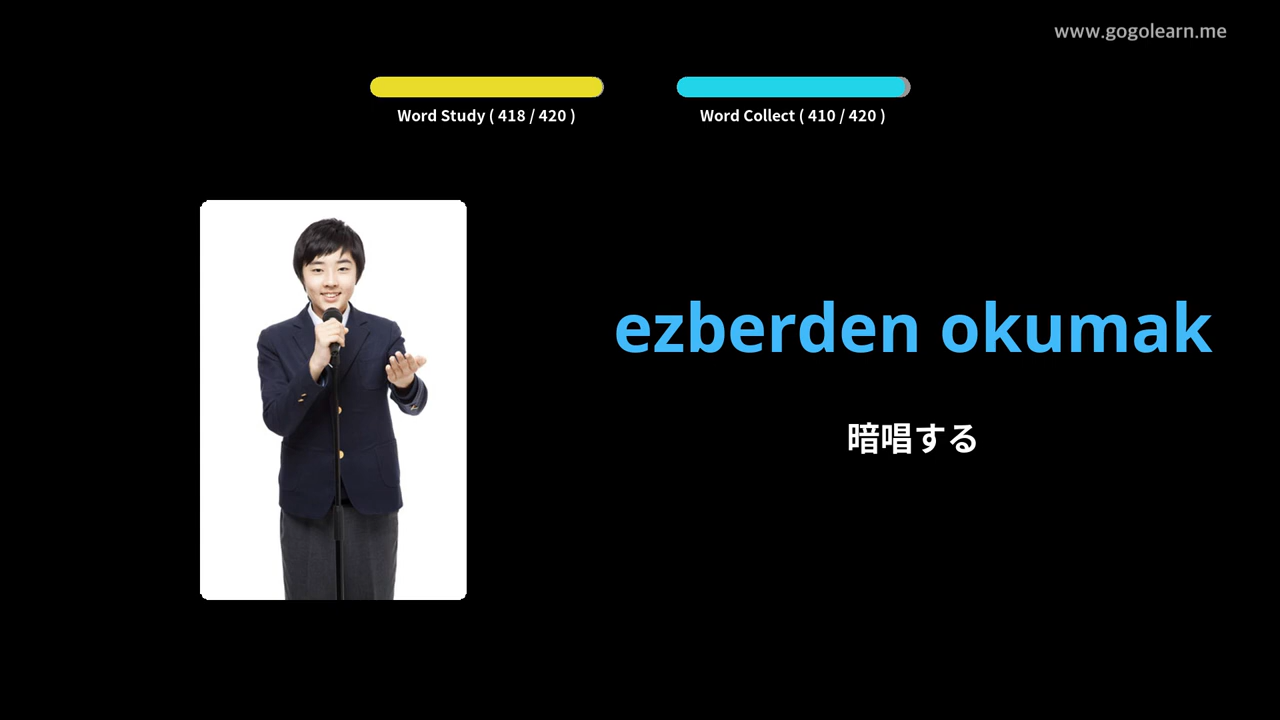 www.gogolearn.me
Word Study ( 418 / 420 )
Word Collect ( 410 / 420 )
ezberden okumak
暗唱する